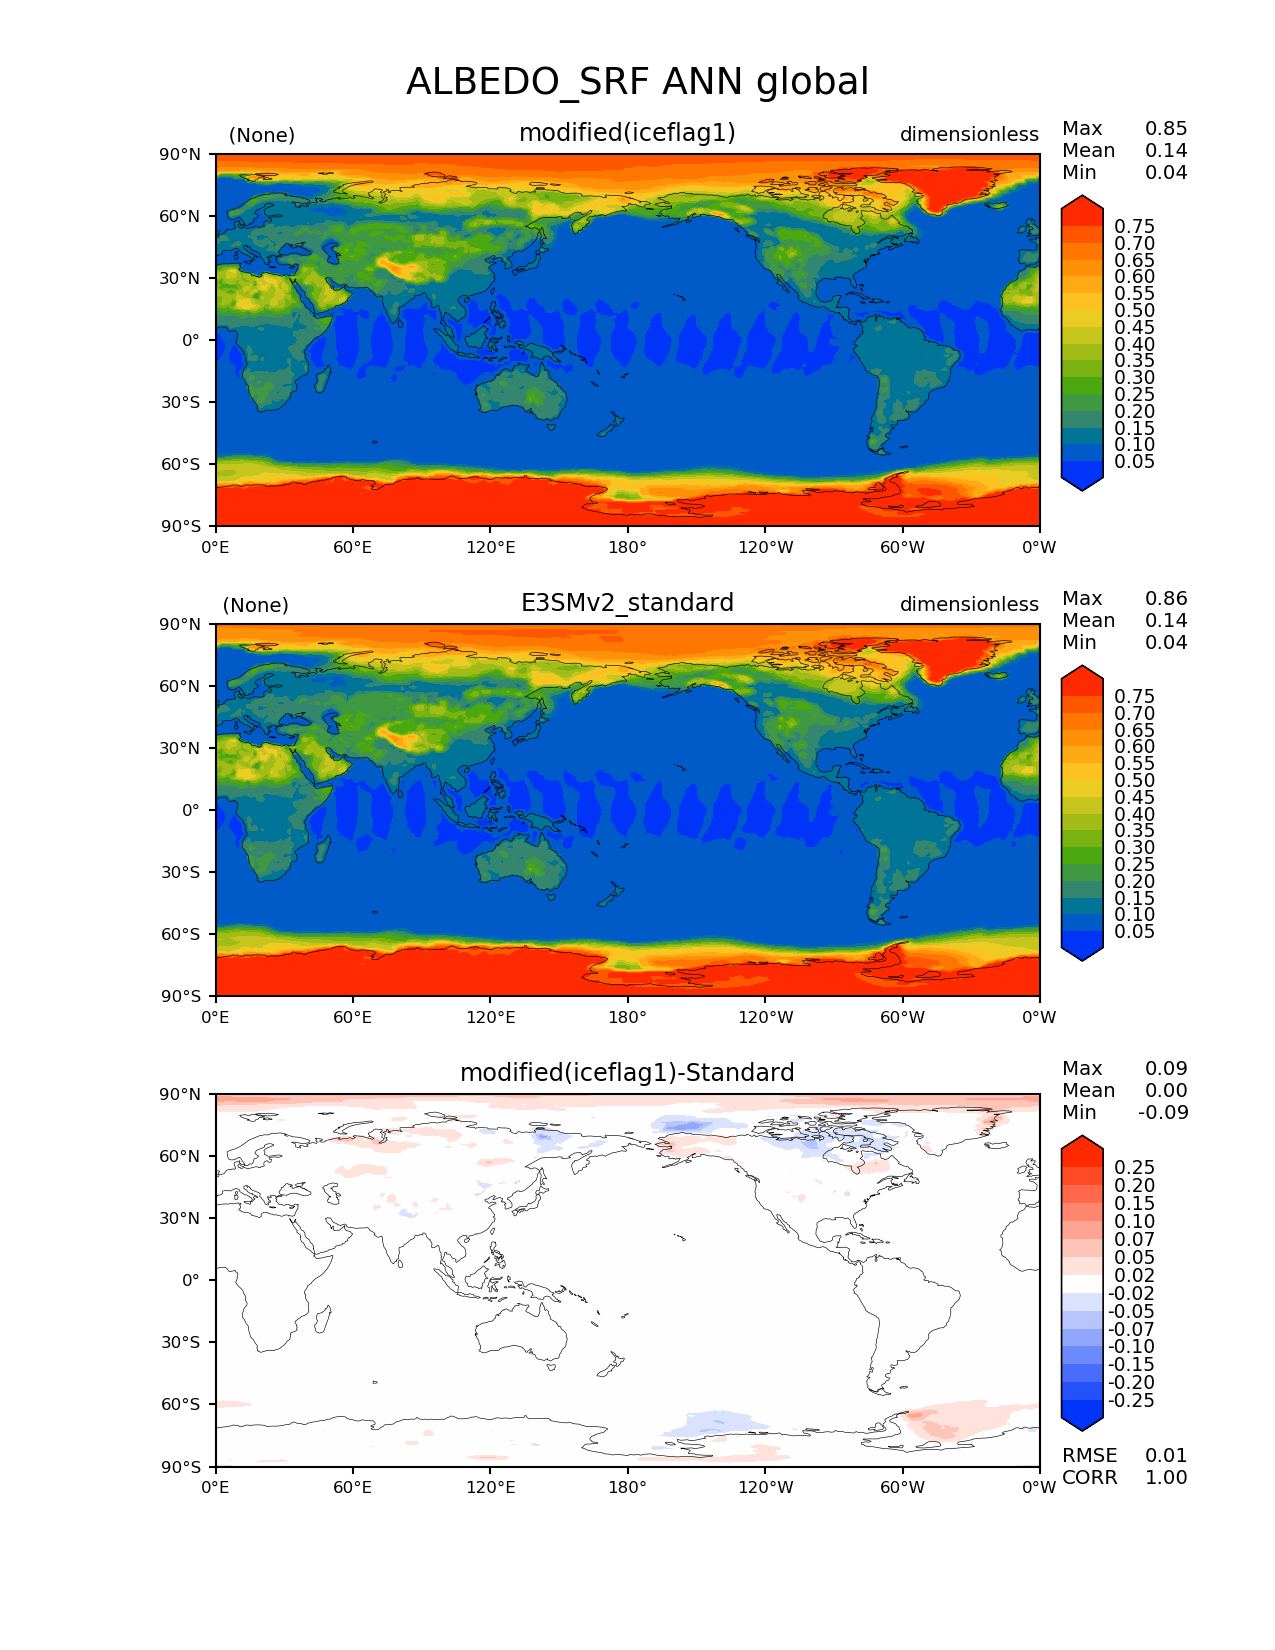 ALBEDO_SRF ANN global
(None) modified(iceflag1) dimensionless
Max 0.85
Mean 0.14
Min 0.04
90°N
60°N
30°N
0°
30°S
60°S
90°S
0°E 60°E 120°E 180° 120°W 60°W 0°W
0.75
0.70
0.65
0.60
0.55
0.50
0.45
0.40
0.35
0.30
0.25
0.20
0.15
0.10
0.05
(None) E3SMv2_standard dimensionless
Max 0.86
Mean 0.14
Min 0.04
90°N
60°N
30°N
0°
30°S
60°S
90°S
0°E 60°E 120°E 180° 120°W 60°W 0°W
0.75
0.70
0.65
0.60
0.55
0.50
0.45
0.40
0.35
0.30
0.25
0.20
0.15
0.10
0.05
modified(iceflag1)-Standard
Max 0.09
Mean 0.00
Min -0.09
90°N
60°N
30°N
0°
30°S
60°S
90°S
0°E 60°E 120°E 180° 120°W 60°W 0°W
0.25
0.20
0.15
0.10
0.07
0.05
0.02
-0.02
-0.05
-0.07
-0.10
-0.15
-0.20
-0.25
RMSE 0.01
CORR 1.00